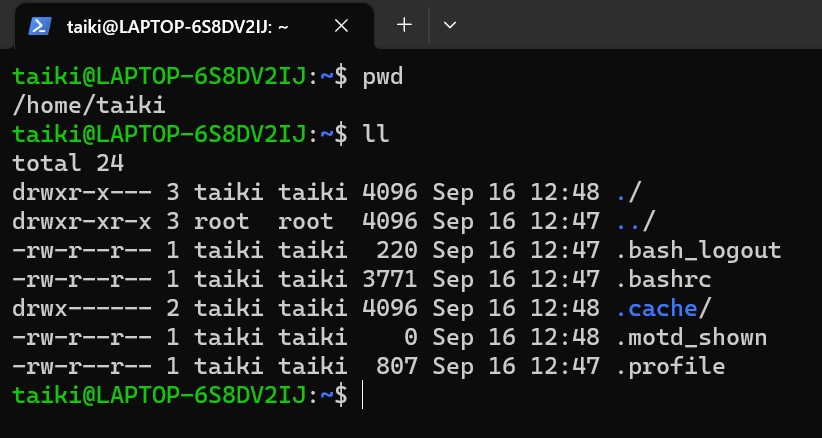 taiki@LAPTOP-6S8DV2IJ: ~
taiki@LAPTOP-6S8DV2IJ:~$ pwd
/home/taiki
taiki@LAPTOP-6S8DV2IJ:~$ ll
total 24
drwxr-x--- 3 taiki taiki 4096 Sep 16 12:48 ./
drwxr-xr-x 3 root  root  4096 Sep 16 12:47 ../
-rw-r--r-- 1 taiki taiki  220 Sep 16 12:47 .bash_logout
-rw-r--r-- 1 taiki taiki 3771 Sep 16 12:47 .bashrc
drwx------ 2 taiki taiki 4096 Sep 16 12:48 .cache/
-rw-r--r-- 1 taiki taiki    0 Sep 16 12:48 .motd_shown
-rw-r--r-- 1 taiki taiki  807 Sep 16 12:47 .profile
taiki@LAPTOP-6S8DV2IJ:~$